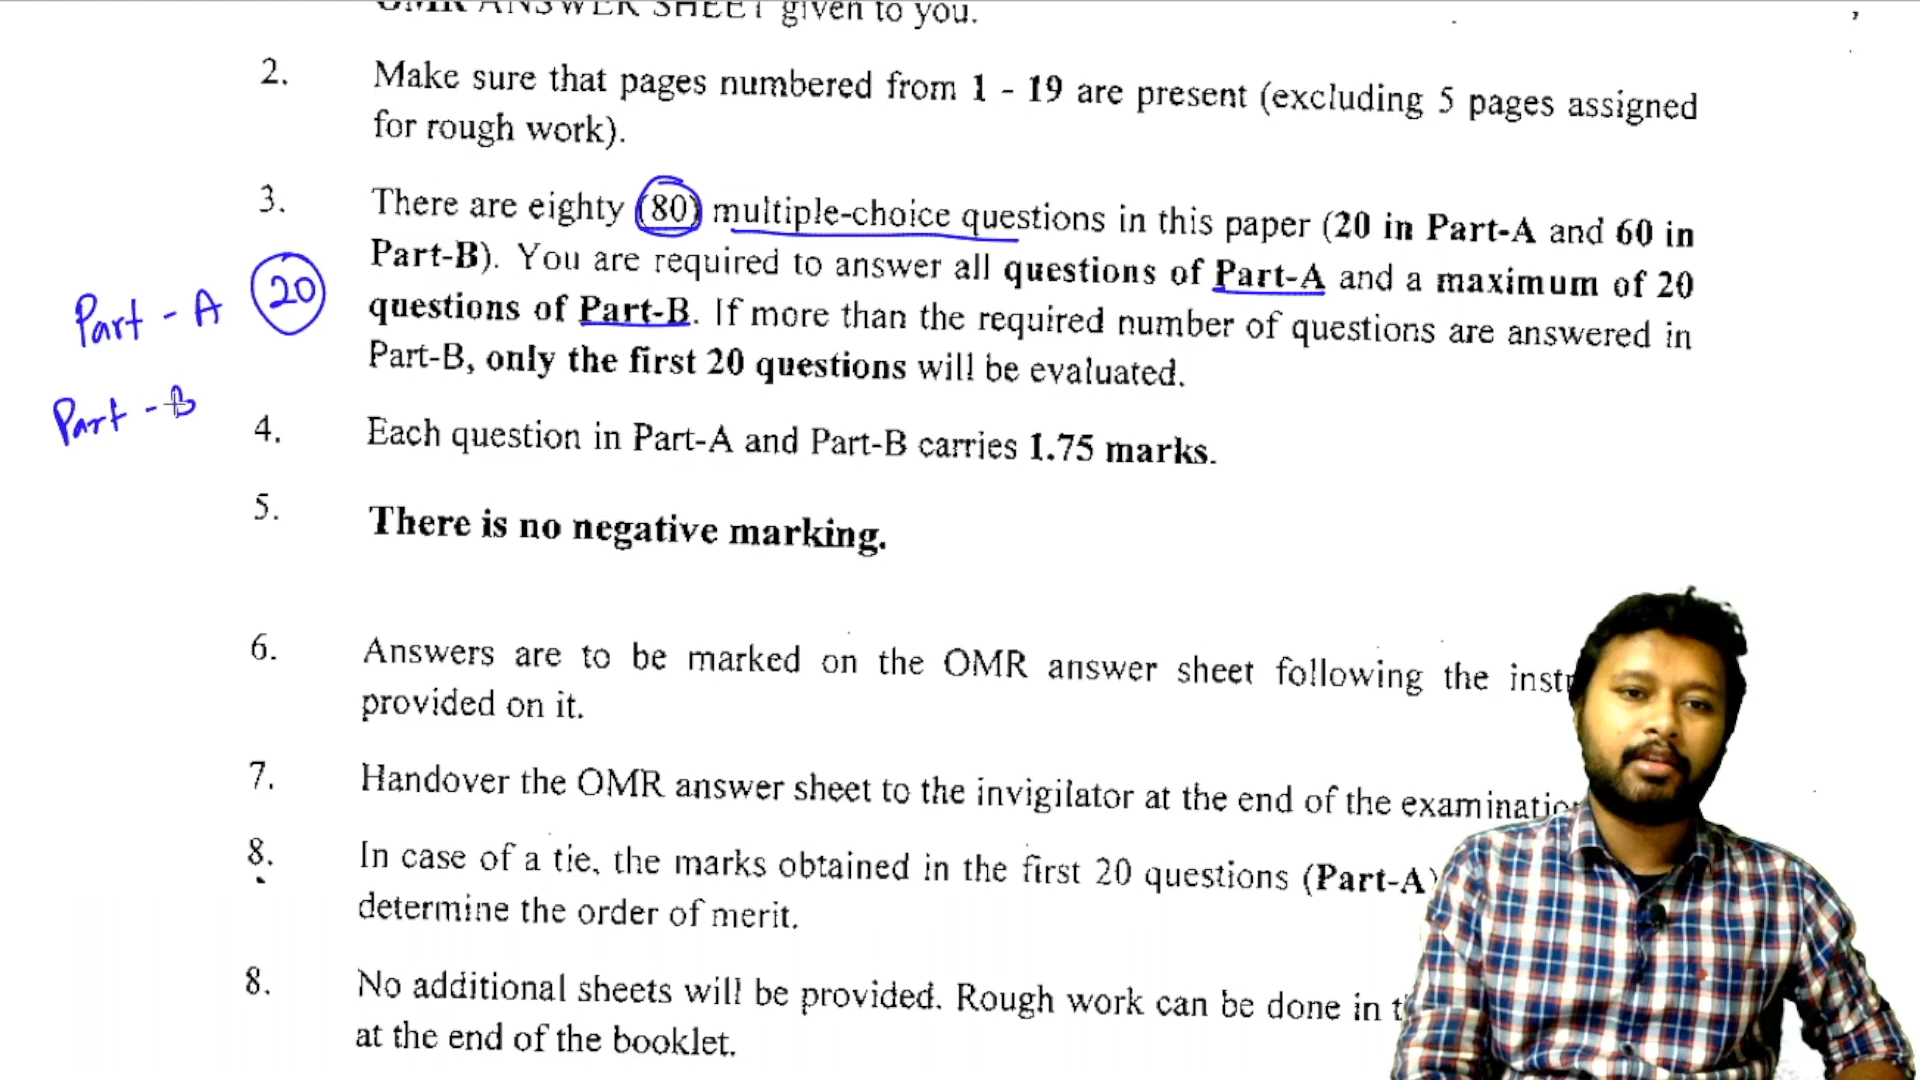 OMR ANSWER SHEET given to you.
2. Make sure that pages numbered from 1 - 19 are present (excluding 5 pages assigned
for rough work).
3. There are eighty (80) multiple-choice questions in this paper (20 in Part-A and 60 in
Part-B). You are required to answer all questions of Part-A and a maximum of 20
questions of Part-B. If more than the required number of questions are answered in
Part-B, only the first 20 questions will be evaluated.
Part - A 20
Part - B
4. Each question in Part-A and Part-B carries 1.75 marks.
5. There is no negative marking.
6. Answers are to be marked on the OMR answer sheet following the
provided on it.
7. Handover the OMR answer sheet to the invigilator at the end of the
8. In case of a tie, the marks obtained in the first 20 questions (Part-A)
determine the order of merit.
8. No additional sheets will be provided. Rough work can be done in
at the end of the booklet.